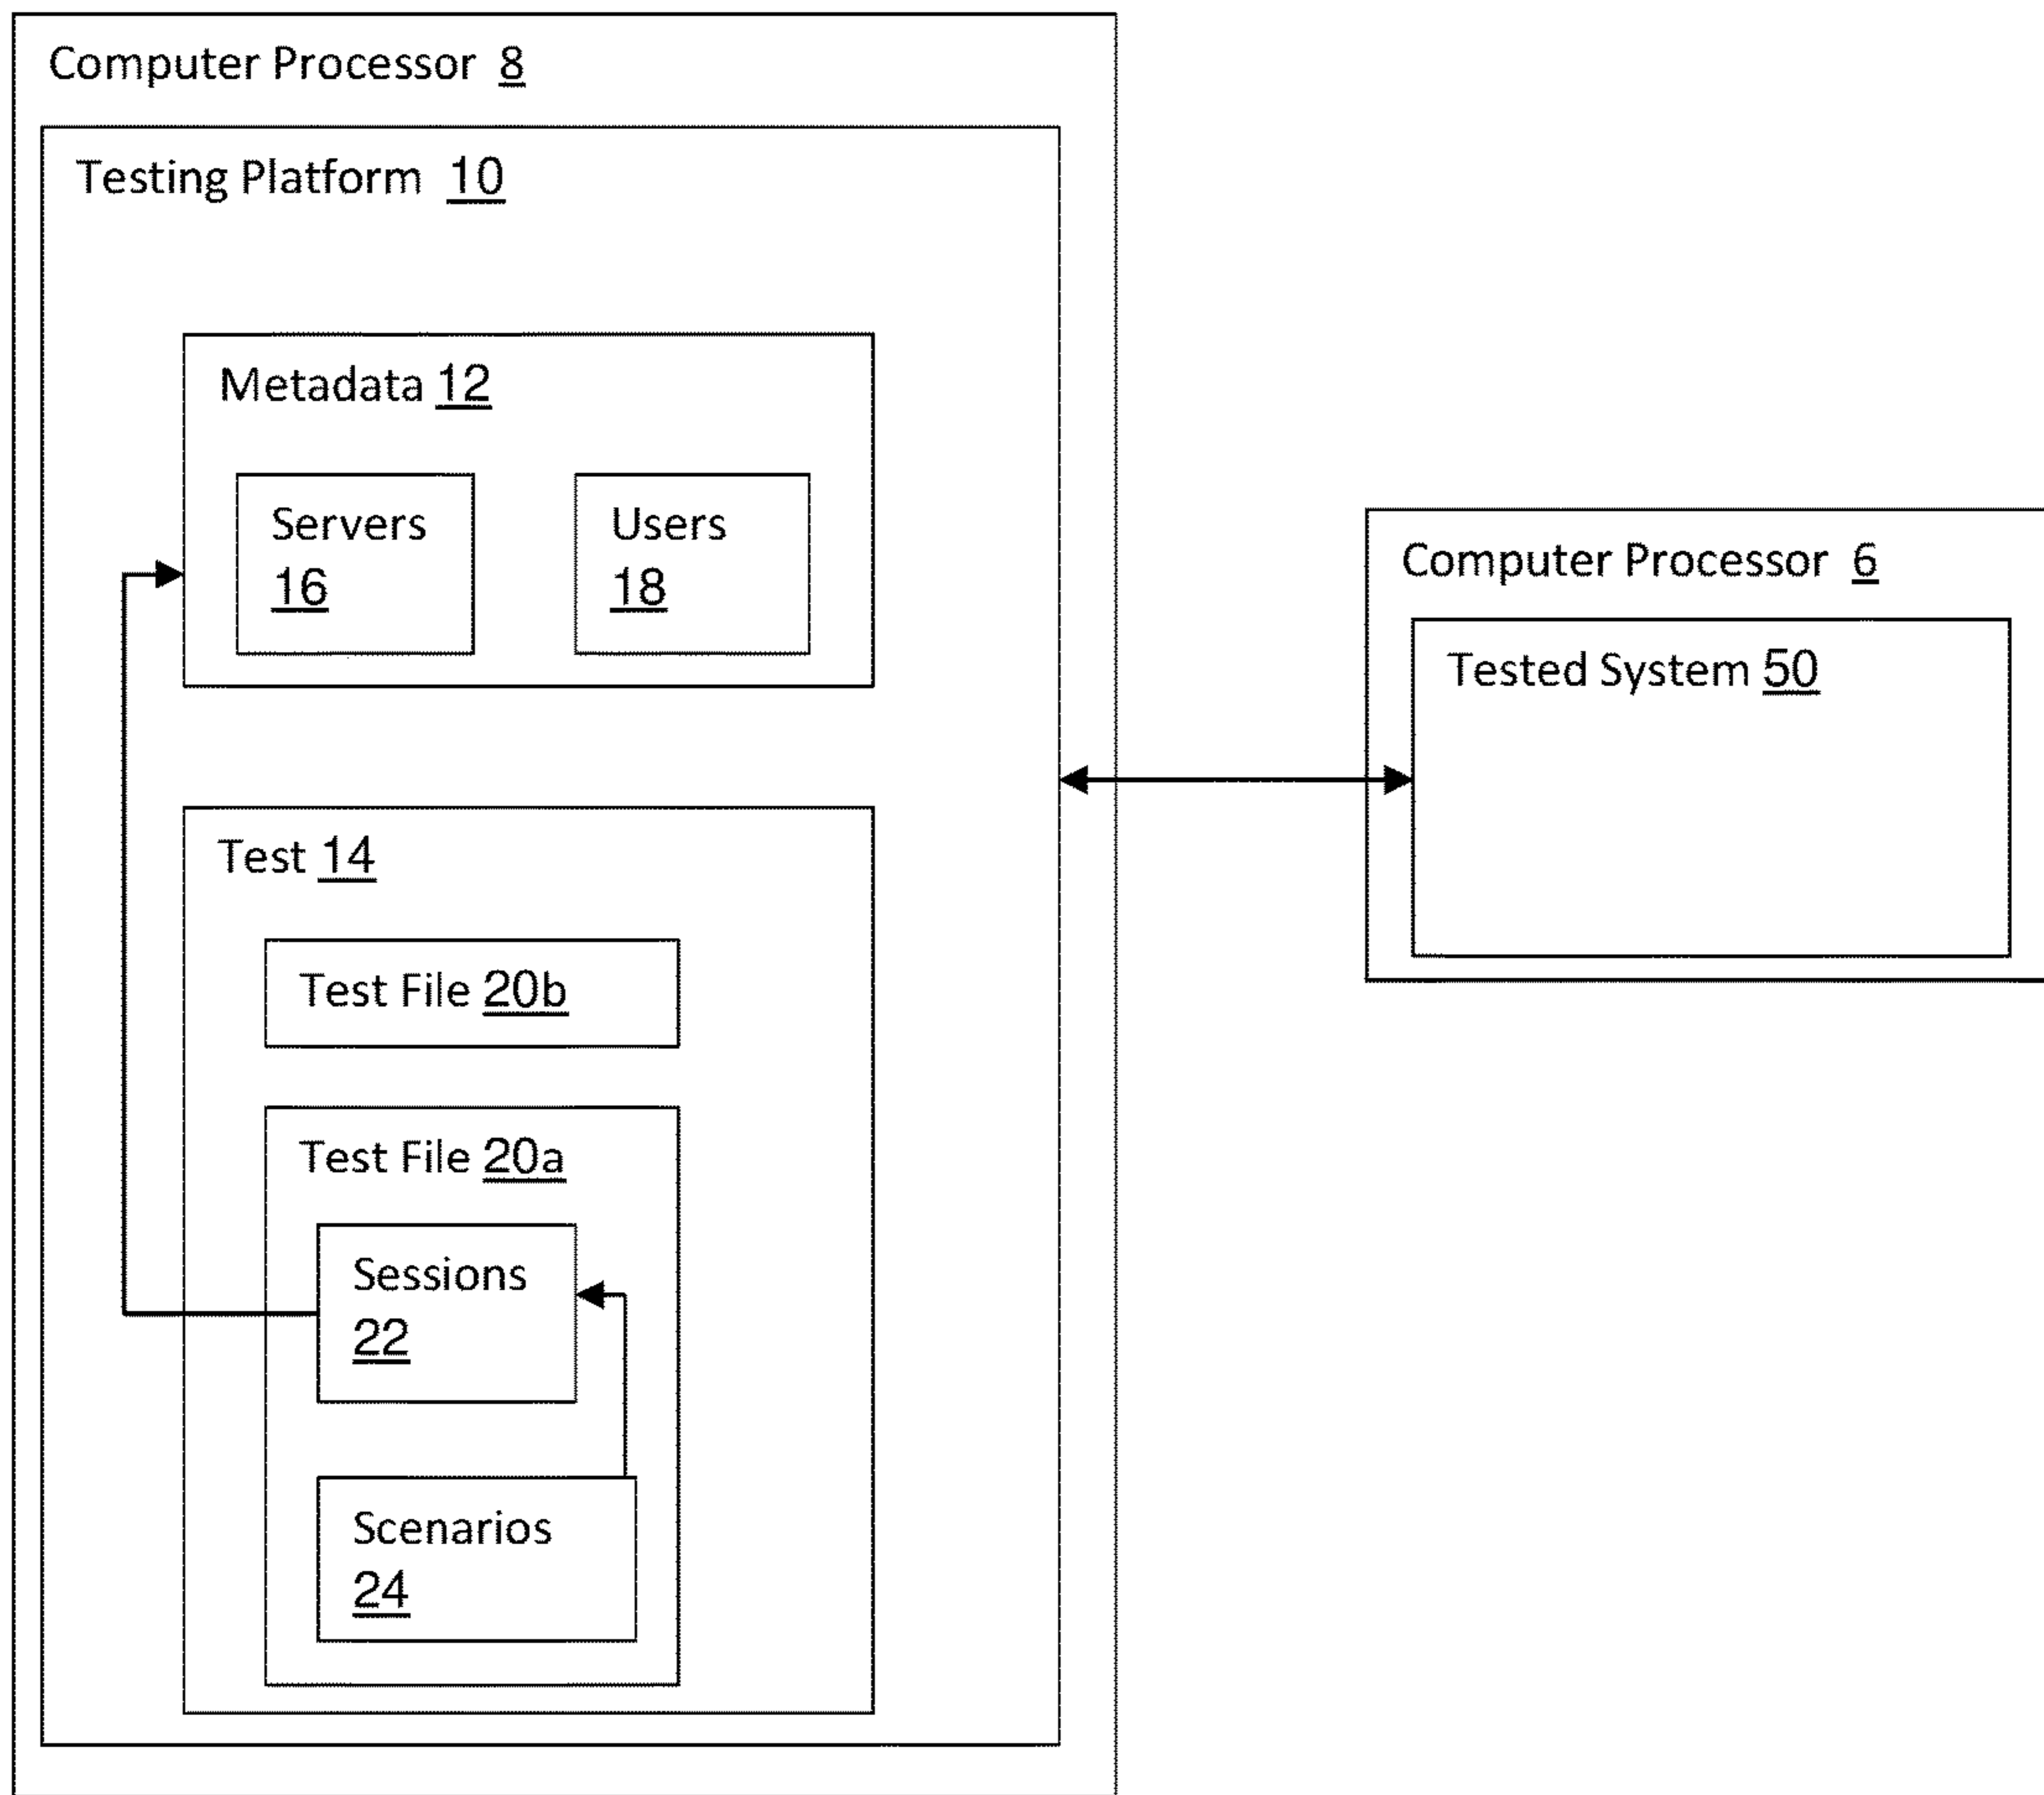 Computer Processor 8
Testing Platform 10
Metadata 12
Servers
16
Users
18
Test 14
Test File 20b
Test File 20a
Sessions
22
Scenarios
24
Computer Processor 6
Tested System 50